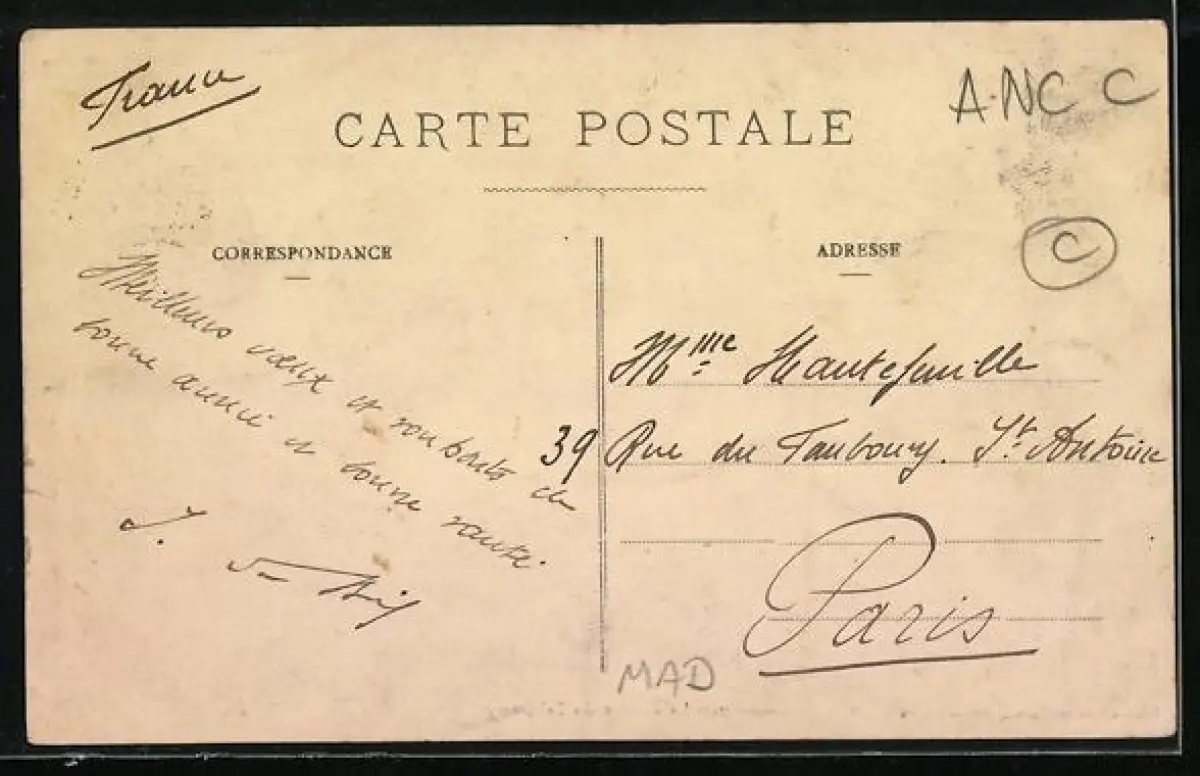 France
CARTE POSTALE
A-NC C
C
CORRESPONDANCE
Meilleurs vœux et souhaits de
bonne année et bonne santé.
J.
ADRESSE
Mme Hautefeuille
39 Rue du Faubourg. St Antoine
Paris
MAD